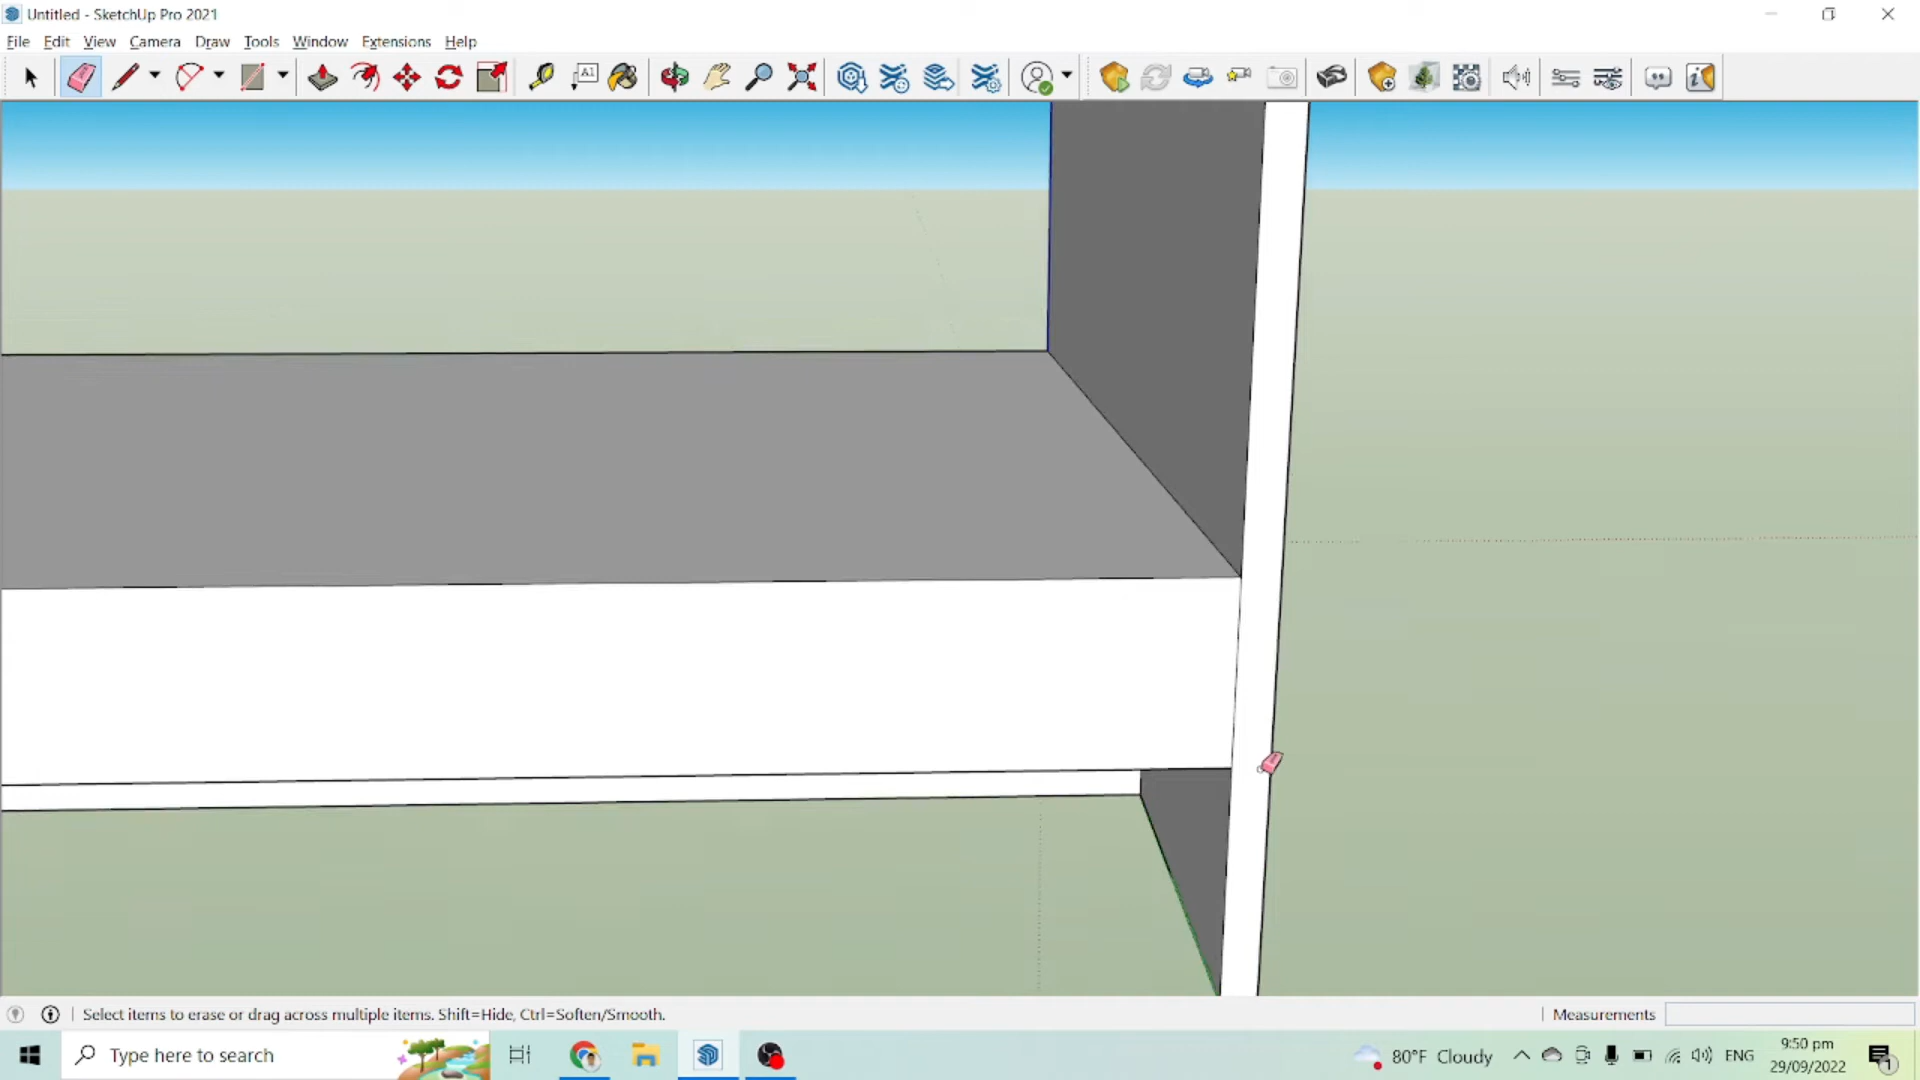 Untitled - SketchUp Pro 2021
File Edit View Camera Draw Tools Window Extensions Help
A1
Select items to erase or drag across multiple items. Shift=Hide, Ctrl=Soften/Smooth.
Measurements
Type here to search
80°F Cloudy
ENG
9:50 pm
29/09/2022
1